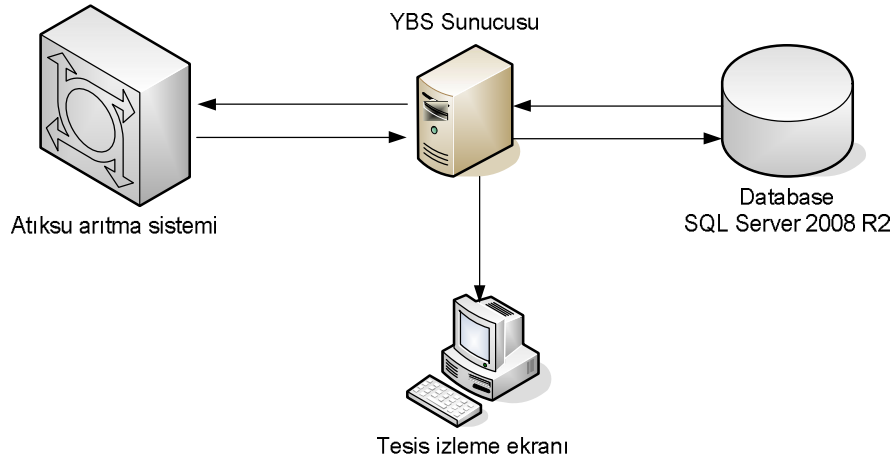 YBS Sunucusu
Atıksu arıtma sistemi
Database
SQL Server 2008 R2
Tesis izleme ekranı